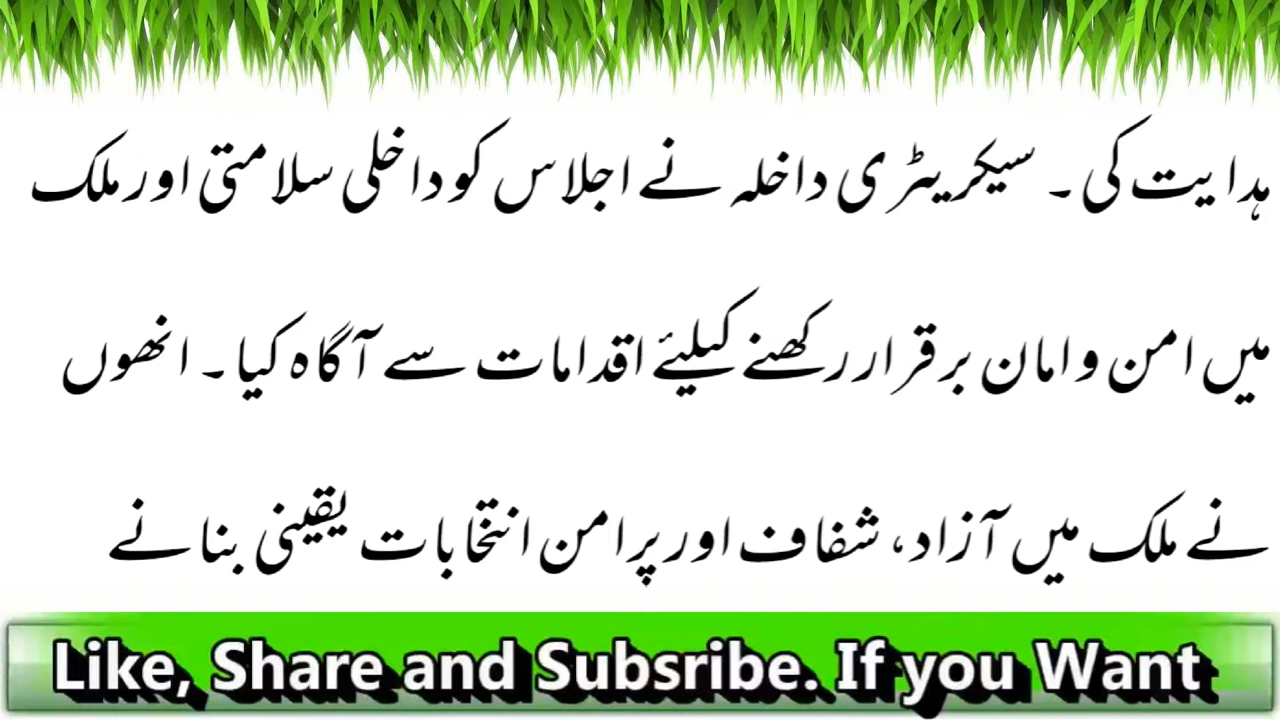 ہدایت کی۔ سیکریٹری داخلہ نے اجلاس کو داخلی سلامتی اور ملک
میں امن و امان برقرار رکھنے کیلیٔے اقدامات سے آگاہ کیا۔ انھوں
نے ملک میں آزاد، شفاف اور پرامن انتخابات یقینی بنانے
Like, Share and Subsribe. If you Want